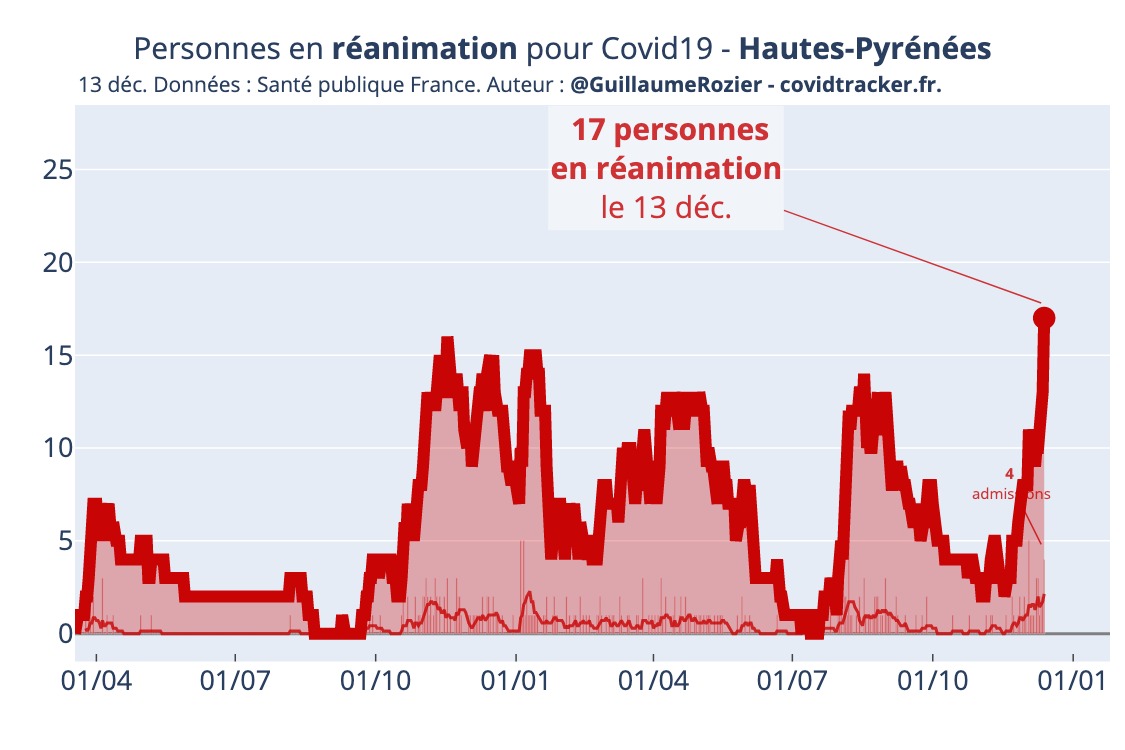 Personnes en réanimation pour Covid19 - Hautes-Pyrénées
13 déc. Données : Santé publique France. Auteur : @GuillaumeRozier - covidtracker.fr.
17 personnes
en réanimation
le 13 déc.
25
20
15
10
5
0
4
admissions
01/04
01/07
01/10
01/01
01/04
01/07
01/10
01/01